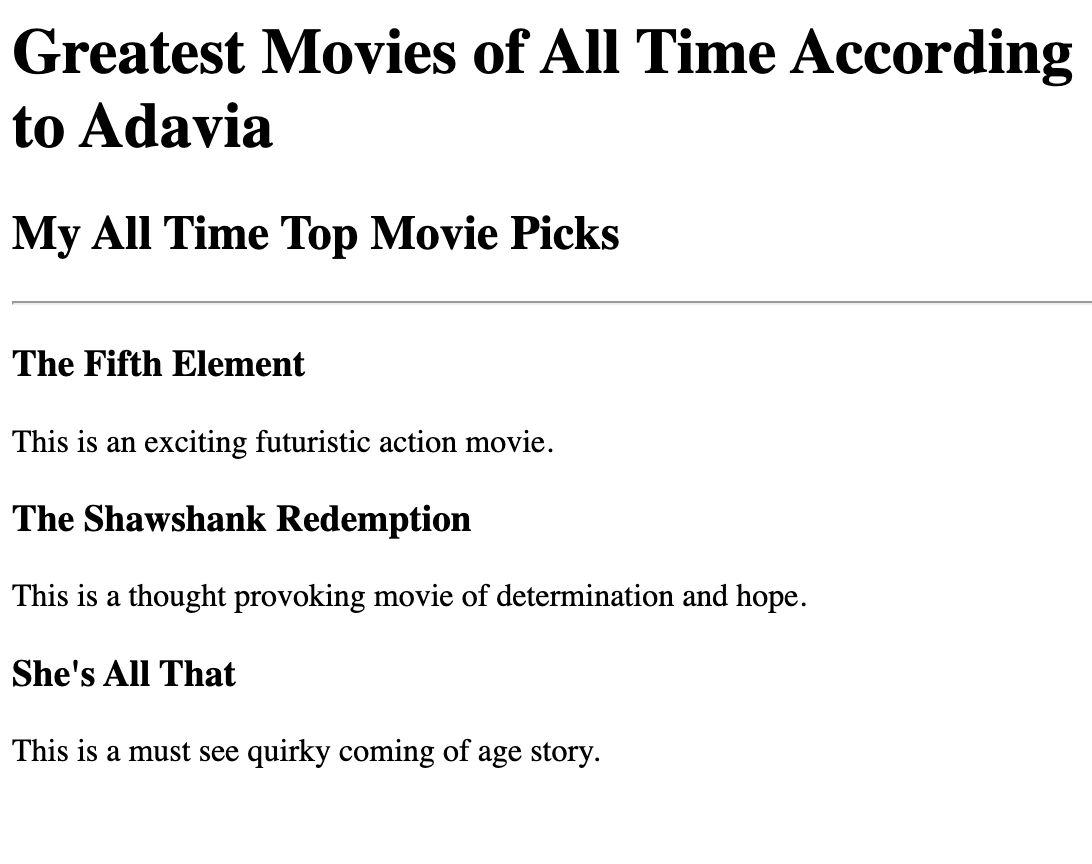 Greatest Movies of All Time According
to Adavia
My All Time Top Movie Picks
The Fifth Element
This is an exciting futuristic action movie.
The Shawshank Redemption
This is a thought provoking movie of determination and hope.
She's All That
This is a must see quirky coming of age story.